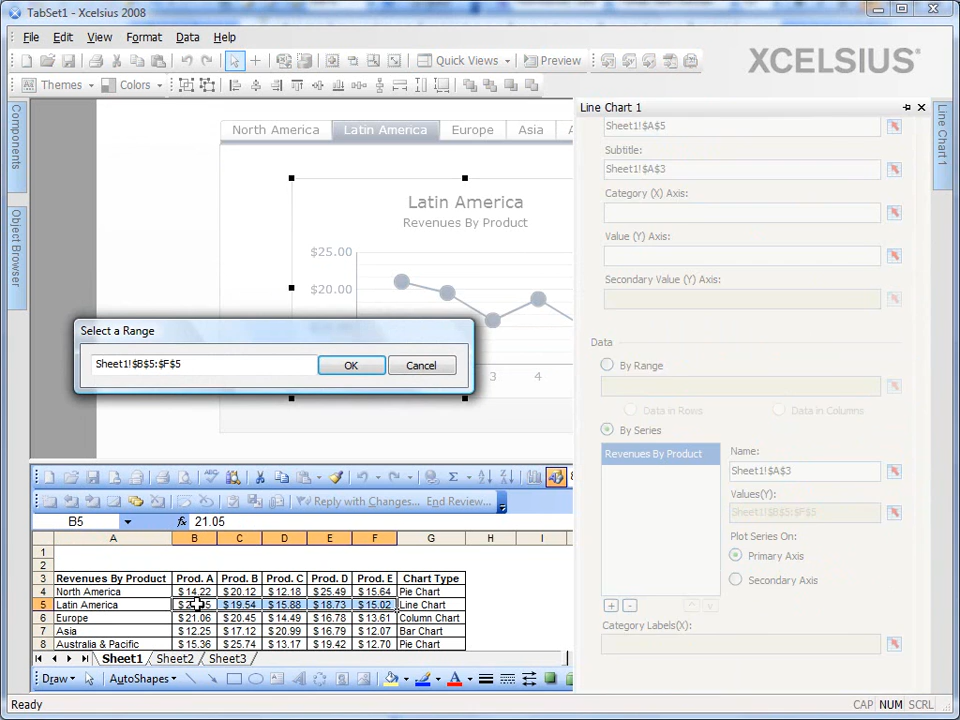 TabSet1 - Xcelsius 2008
File Edit View Format Data Help
Quick Views Preview
XCELSIUS
Themes Colors
Components
Object Browser
North America Latin America Europe Asia A
Latin America
Revenues By Product
$25.00
$20.00
3 4
Select a Range
Sheet1!$B$5:$F$5
OK Cancel
Line Chart 1
Line Chart 1
Sheet1!$A$5
Subtitle:
Sheet1!$A$3
Category (X) Axis:
Value (Y) Axis:
Secondary Value (Y) Axis:
Data
By Range
Data in Rows Data in Columns
By Series
Revenues By Product
Name:
Sheet1!$A$3
Values(Y):
Sheet1!$B$5:$F$5
Plot Series On:
Primary Axis
Secondary Axis
Category Labels(X):
Reply with Changes... End Review...
B5 fx 21.05
A B C D E F G H I
1
2
3 Revenues By Product Prod. A Prod. B Prod. C Prod. D Prod. E Chart Type
4 North America $ 14.22 $ 20.12 $ 12.18 $ 25.49 $ 15.64 Pie Chart
5 Latin America $ 19.54 $ 15.88 $ 18.73 $ 15.02 Line Chart
6 Europe $ 21.06 $ 20.45 $ 14.49 $ 16.78 $ 13.61 Column Chart
7 Asia $ 12.25 $ 17.12 $ 20.99 $ 16.79 $ 12.07 Bar Chart
8 Australia & Pacific $ 15.36 $ 25.74 $ 13.17 $ 19.42 $ 12.70 Pie Chart
Sheet1 Sheet2 Sheet3
Draw AutoShapes
Ready CAP NUM SCRL